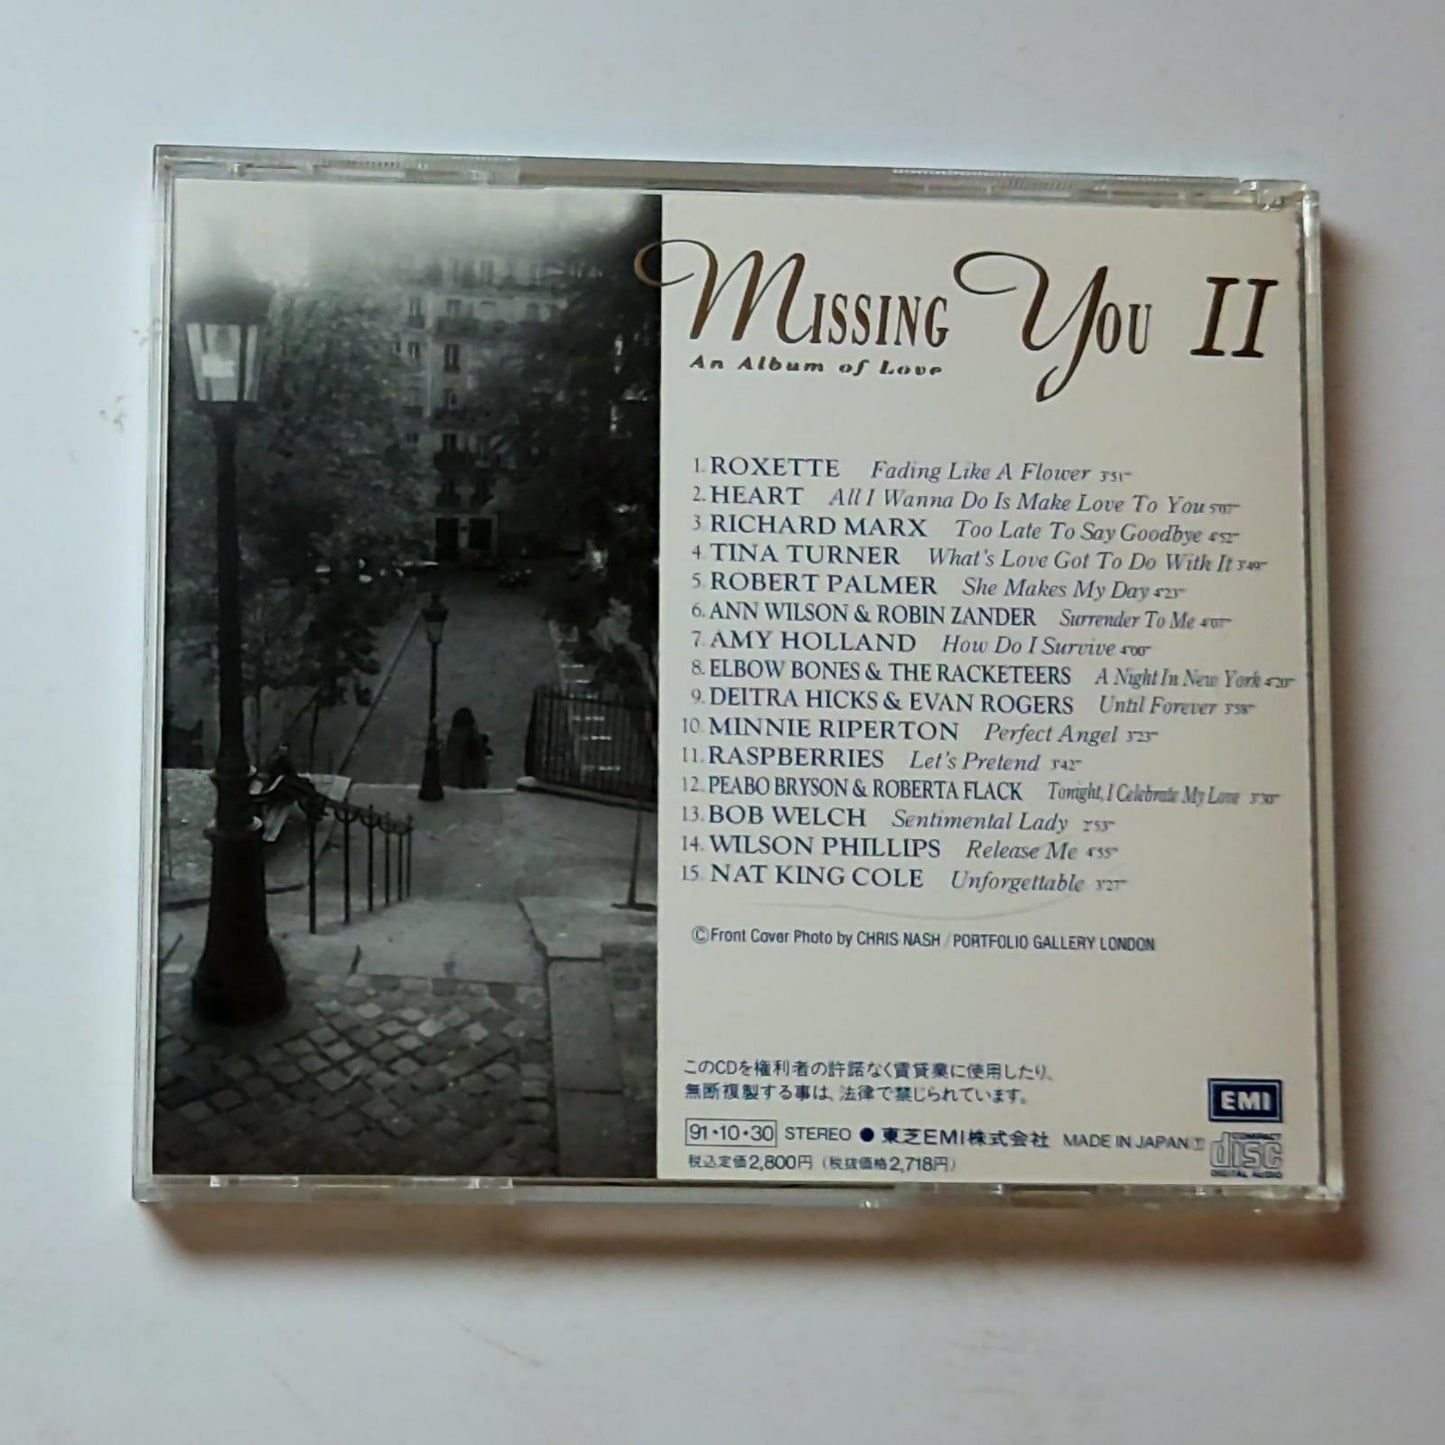 Missing You II
An Album of Love
1. ROXETTE Fading Like A Flower 3'51"
2. HEART All I Wanna Do Is Make Love To You 5'07"
3 RICHARD MARX Too Late To Say Goodbye 4'52"
4. TINA TURNER What's Love Got To Do With It 3'49"
5. ROBERT PALMER She Makes My Day 4'23"
6. ANN WILSON & ROBIN ZANDER Surrender To Me 4'07"
7. AMY HOLLAND How Do I Survive 4'00"
8. ELBOW BONES & THE RACKETEERS A Night In New York 4'20"
9. DEITRA HICKS & EVAN ROGERS Until Forever 3'58"
10. MINNIE RIPERTON Perfect Angel 3'23"
11. RASPBERRIES Let's Pretend 3'42"
12. PEABO BRYSON & ROBERTA FLACK Tonight, I Celebrate My Love 3'30"
13. BOB WELCH Sentimental Lady 2'53"
14. WILSON PHILLIPS Release Me 4'55"
15. NAT KING COLE Unforgettable 3'27"
©Front Cover Photo by CHRIS NASH / PORTFOLIO GALLERY LONDON
このCDを権利者の許諾なく賃貸業に使用したり、
無断複製する事は、法律で禁じられています。
EMI
91・10・30 STEREO ● 東芝EMI株式会社 MADE IN JAPAN
税込定価2,800円 (税抜価格2,718円)
COMPACT
disc
DIGITAL AUDIO